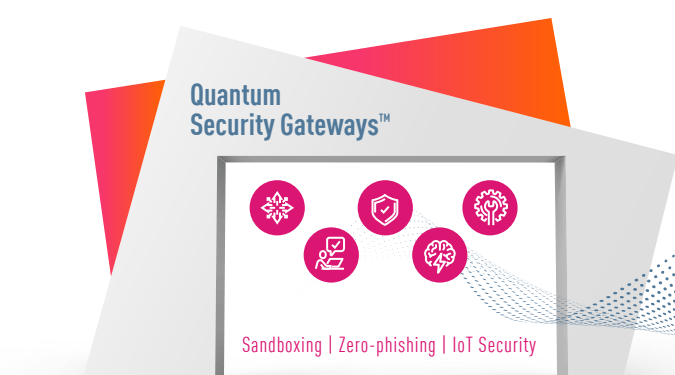 Quantum
Security Gateways™
Sandboxing | Zero-phishing | IoT Security